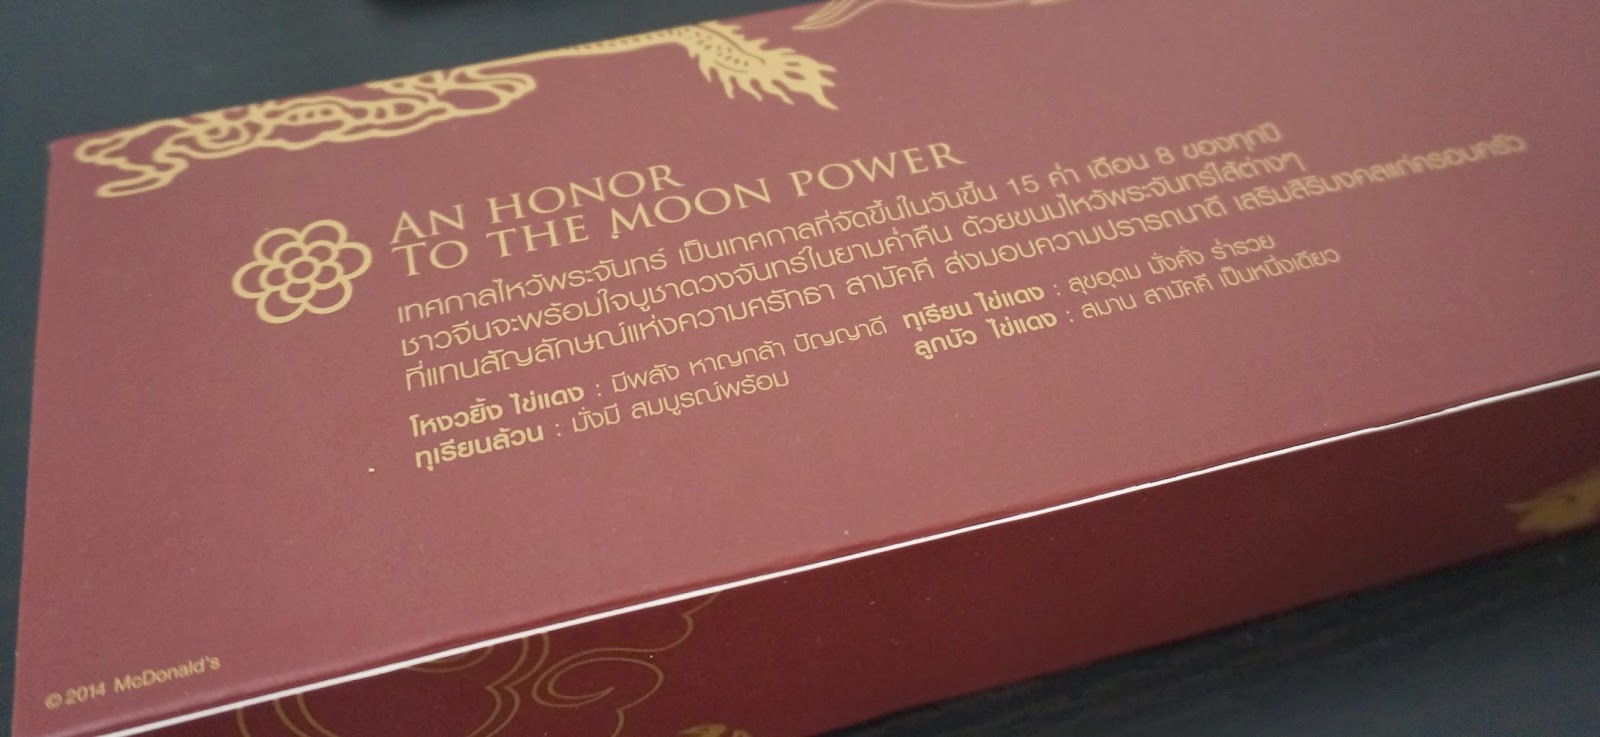 AN HONOR
TO THE MOON POWER
เทศกาลไหว้พระจันทร์ เป็นเทศกาลที่จัดขึ้นในวันขึ้น 15 ค่ำ เดือน 8 ของทุกปี
ชาวจีนจะพร้อมใจบูชาดวงจันทร์ในยามค่ำคืน ด้วยขนมไหว้พระจันทร์ไส้ต่างๆ
ที่แทนสัญลักษณ์แห่งความศรัทธา สามัคคี ส่งมอบความปรารถนาดี เสริมสิริมงคลแก่ครอบครัว
โหงวยิ้ง ไข่แดง : มีพลัง หาญกล้า ปัญญาดี
ทุเรียนล้วน : มั่งมี สมบูรณ์พร้อม
ทุเรียน ไข่แดง : สุขอุดม มั่งคั่ง ร่ำรวย
ลูกบัว ไข่แดง : สมาน สามัคคี เป็นหนึ่งเดียว
© 2014 McDonald's